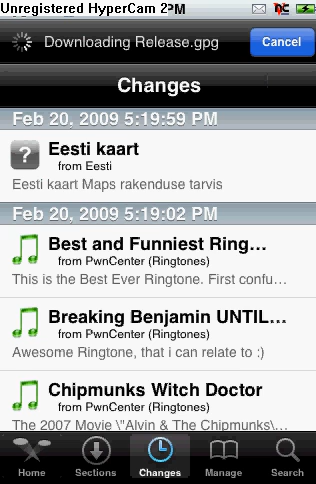 Unregistered HyperCam 2 PM
Downloading Release.gpg
Cancel
Changes
Feb 20, 2009 5:19:59 PM
Eesti kaart
from Eesti
Eesti kaart Maps rakenduse tarvis
Feb 20, 2009 5:19:02 PM
Best and Funniest Ring...
from PwnCenter (Ringtones)
This is the Best Ever Ringtone. First confu...
Breaking Benjamin UNTIL...
from PwnCenter (Ringtones)
Awesome Ringtone, that i can relate to :)
Chipmunks Witch Doctor
from PwnCenter (Ringtones)
The 2007 Movie \"Alvin & The Chipmunks\...
Home
Sections
Changes
Manage
Search